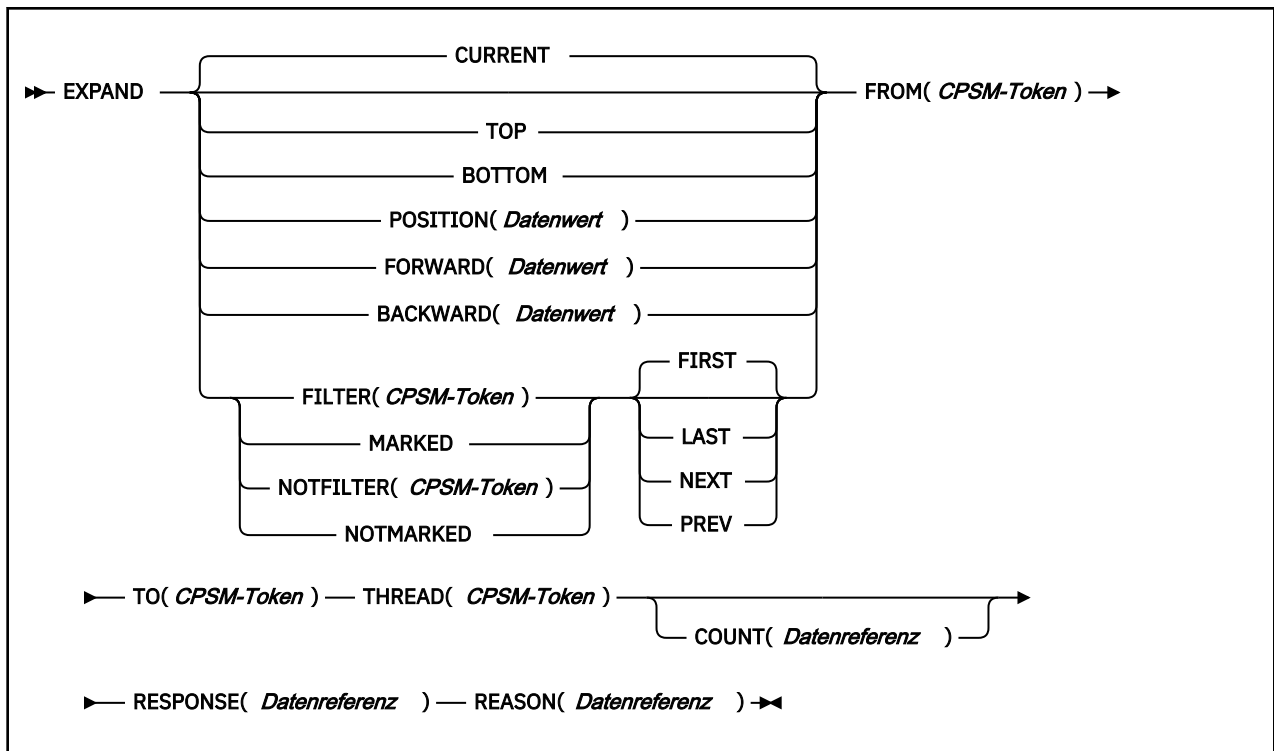 CURRENT
EXPAND FROM( CPSM-Token )
TOP
BOTTOM
POSITION( Datenwert )
FORWARD( Datenwert )
BACKWARD( Datenwert )
FIRST
FILTER( CPSM-Token )
MARKED LAST
NOTFILTER( CPSM-Token ) NEXT
NOTMARKED PREV
TO( CPSM-Token ) THREAD( CPSM-Token )
COUNT( Datenreferenz )
RESPONSE( Datenreferenz ) REASON( Datenreferenz )